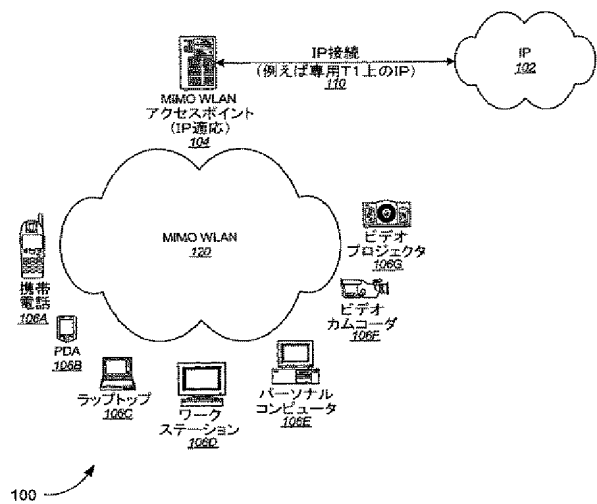 IP接続
(例えば専用T1上のIP)
110
IP
102
MIMO WLAN
アクセスポイント
(IP適応)
104
MIMO WLAN
120
携帯
電話
106A
PDA
106B
ラップトップ
106C
ワーク
ステーション
106D
パーソナル
コンピュータ
106E
ビデオ
カムコーダ
106F
ビデオ
プロジェクタ
106G
100